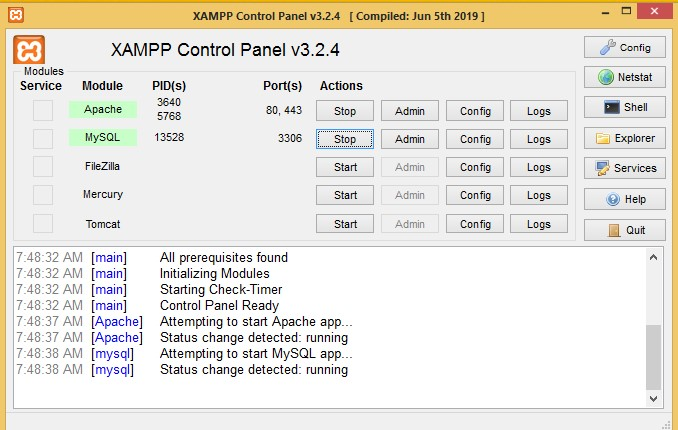 XAMPP Control Panel v3.2.4 [ Compiled: Jun 5th 2019 ]
XAMPP Control Panel v3.2.4
Config
Modules
Service Module PID(s) Port(s) Actions
Netstat
Apache 3640 5768 80, 443 Stop Admin Config Logs
Shell
MySQL 13528 3306 Stop Admin Config Logs
Explorer
FileZilla Start Admin Config Logs
Services
Mercury Start Admin Config Logs
Help
Tomcat Start Admin Config Logs
Quit
7:48:32 AM [main] All prerequisites found
7:48:32 AM [main] Initializing Modules
7:48:32 AM [main] Starting Check-Timer
7:48:32 AM [main] Control Panel Ready
7:48:37 AM [Apache] Attempting to start Apache app...
7:48:37 AM [Apache] Status change detected: running
7:48:38 AM [mysql] Attempting to start MySQL app...
7:48:38 AM [mysql] Status change detected: running